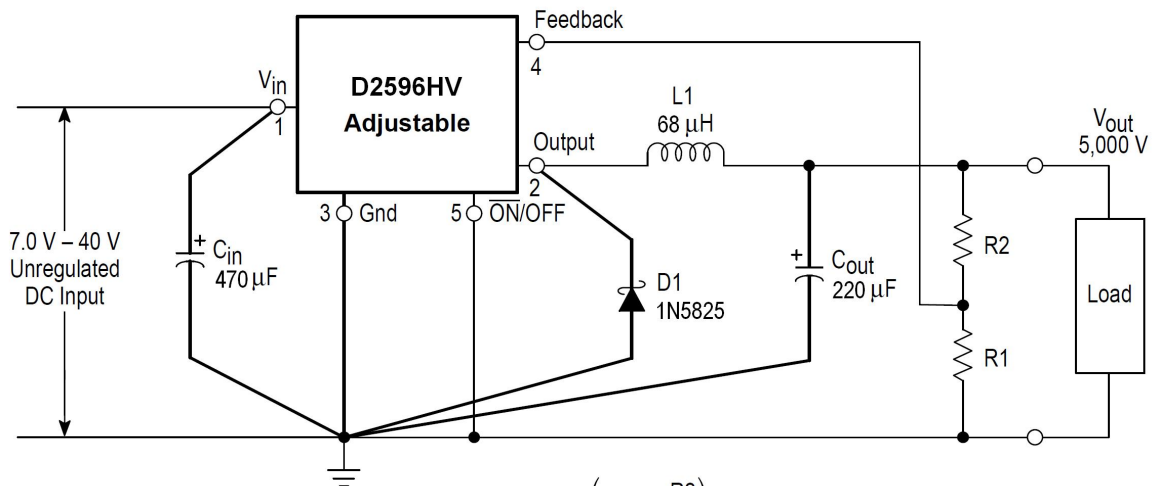 Feedback
4
Vin
1
D2596HV
Adjustable
L1
68 μH
Vout
5,000 V
Output
2
3 Gnd
5 ON/OFF
7.0 V – 40 V
Unregulated
DC Input
+ Cin
470 μF
D1
1N5825
+ Cout
220 μF
R2
R1
Load